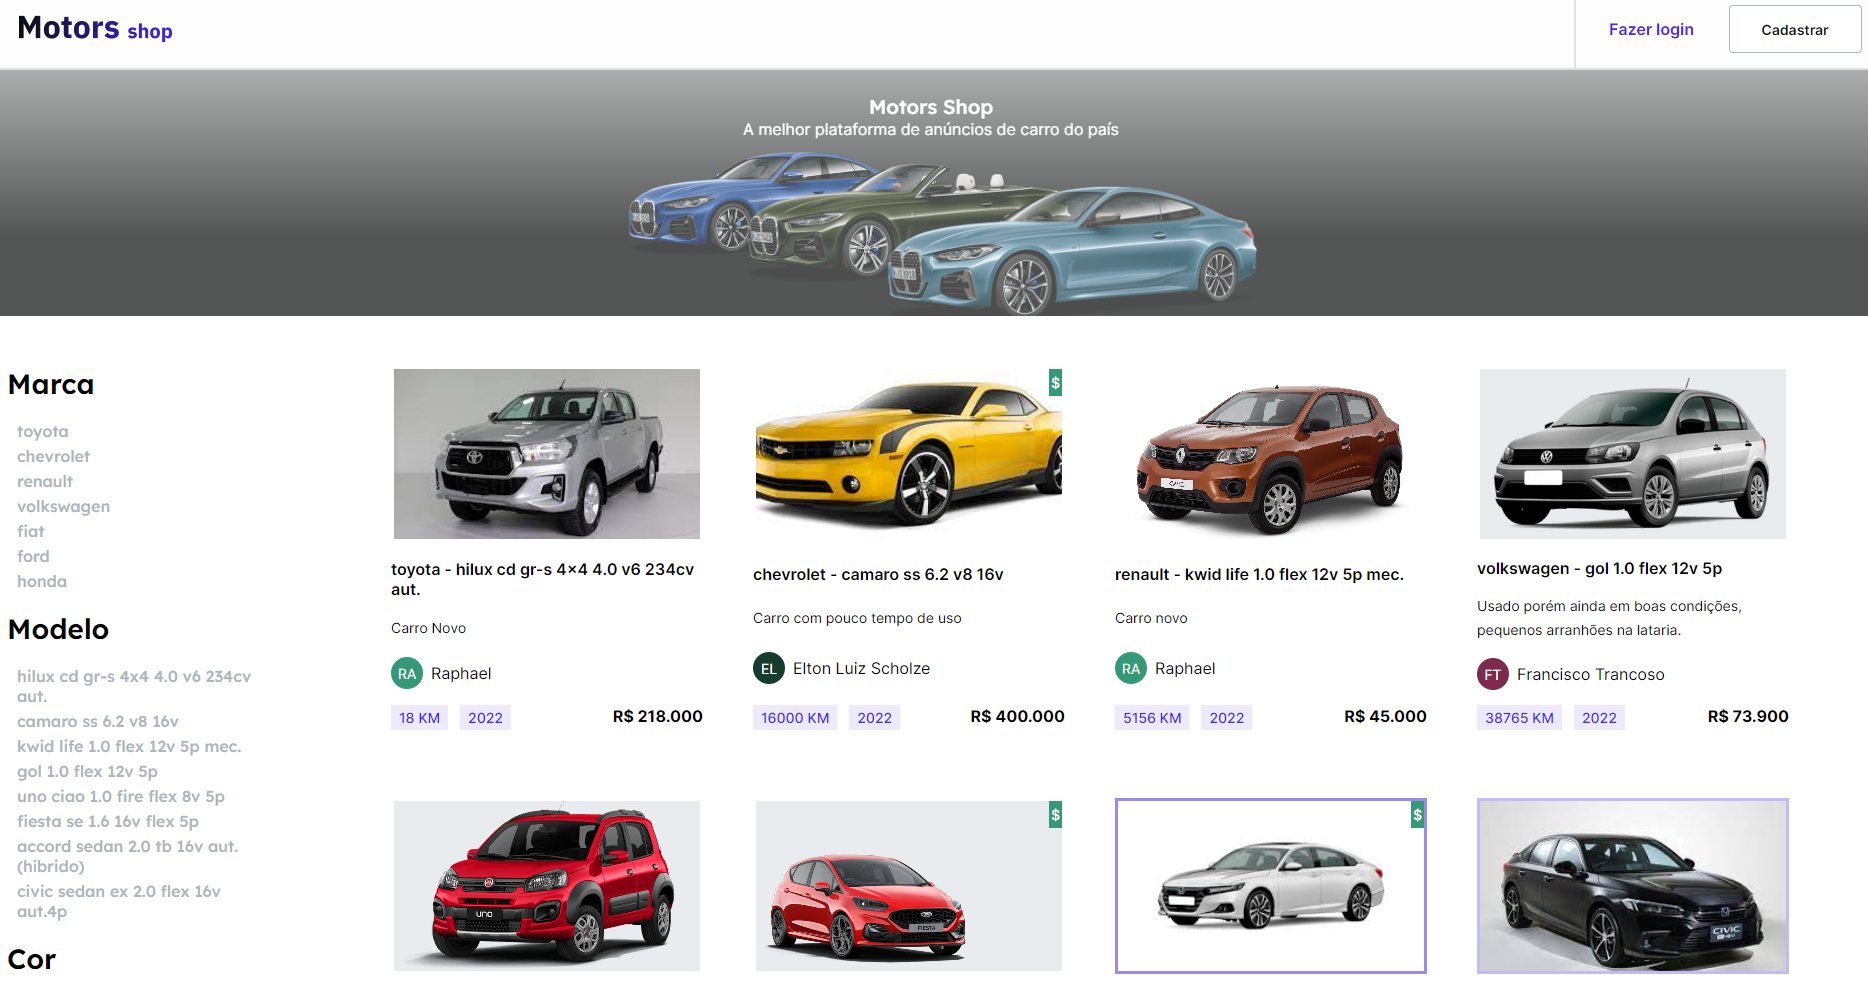 Motors shop
Fazer login
Cadastrar
Motors Shop
A melhor plataforma de anúncios de carro do país
Marca
toyota
chevrolet
renault
volkswagen
fiat
ford
honda
Modelo
hilux cd gr-s 4x4 4.0 v6 234cv
aut.
camaro ss 6.2 v8 16v
kwid life 1.0 flex 12v 5p mec.
gol 1.0 flex 12v 5p
uno ciao 1.0 fire flex 8v 5p
fiesta se 1.6 16v flex 5p
accord sedan 2.0 tb 16v aut.
(híbrido)
civic sedan ex 2.0 flex 16v
aut.4p
Cor
toyota - hilux cd gr-s 4x4 4.0 v6 234cv
aut.
Carro Novo
RA Raphael
18 KM 2022 R$ 218.000
$
chevrolet - camaro ss 6.2 v8 16v
Carro com pouco tempo de uso
EL Elton Luiz Scholze
16000 KM 2022 R$ 400.000
renault - kwid life 1.0 flex 12v 5p mec.
Carro novo
RA Raphael
5156 KM 2022 R$ 45.000
volkswagen - gol 1.0 flex 12v 5p
Usado porém ainda em boas condições,
pequenos arranhões na lataria.
FT Francisco Trancoso
38765 KM 2022 R$ 73.900
uno
$
FIESTA
$
CIVIC